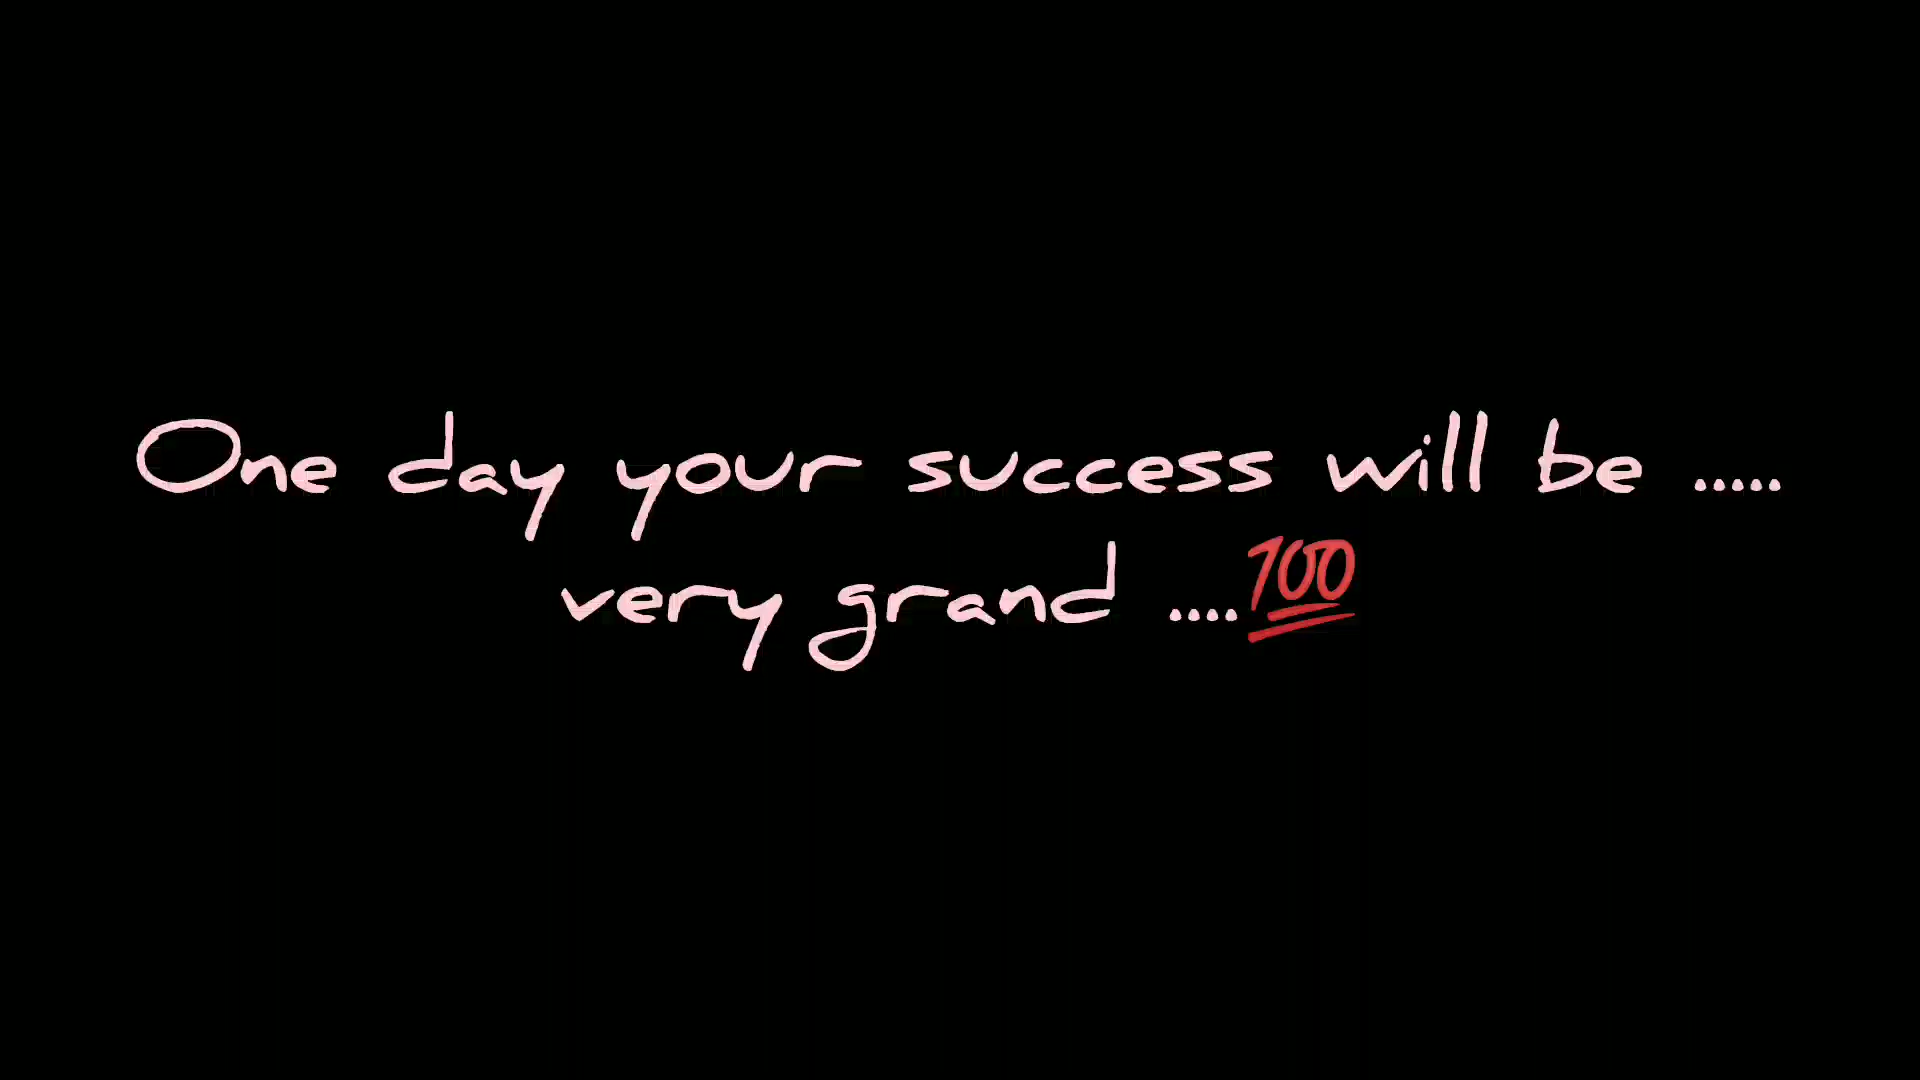 One day your success will be .....
very grand ....💯